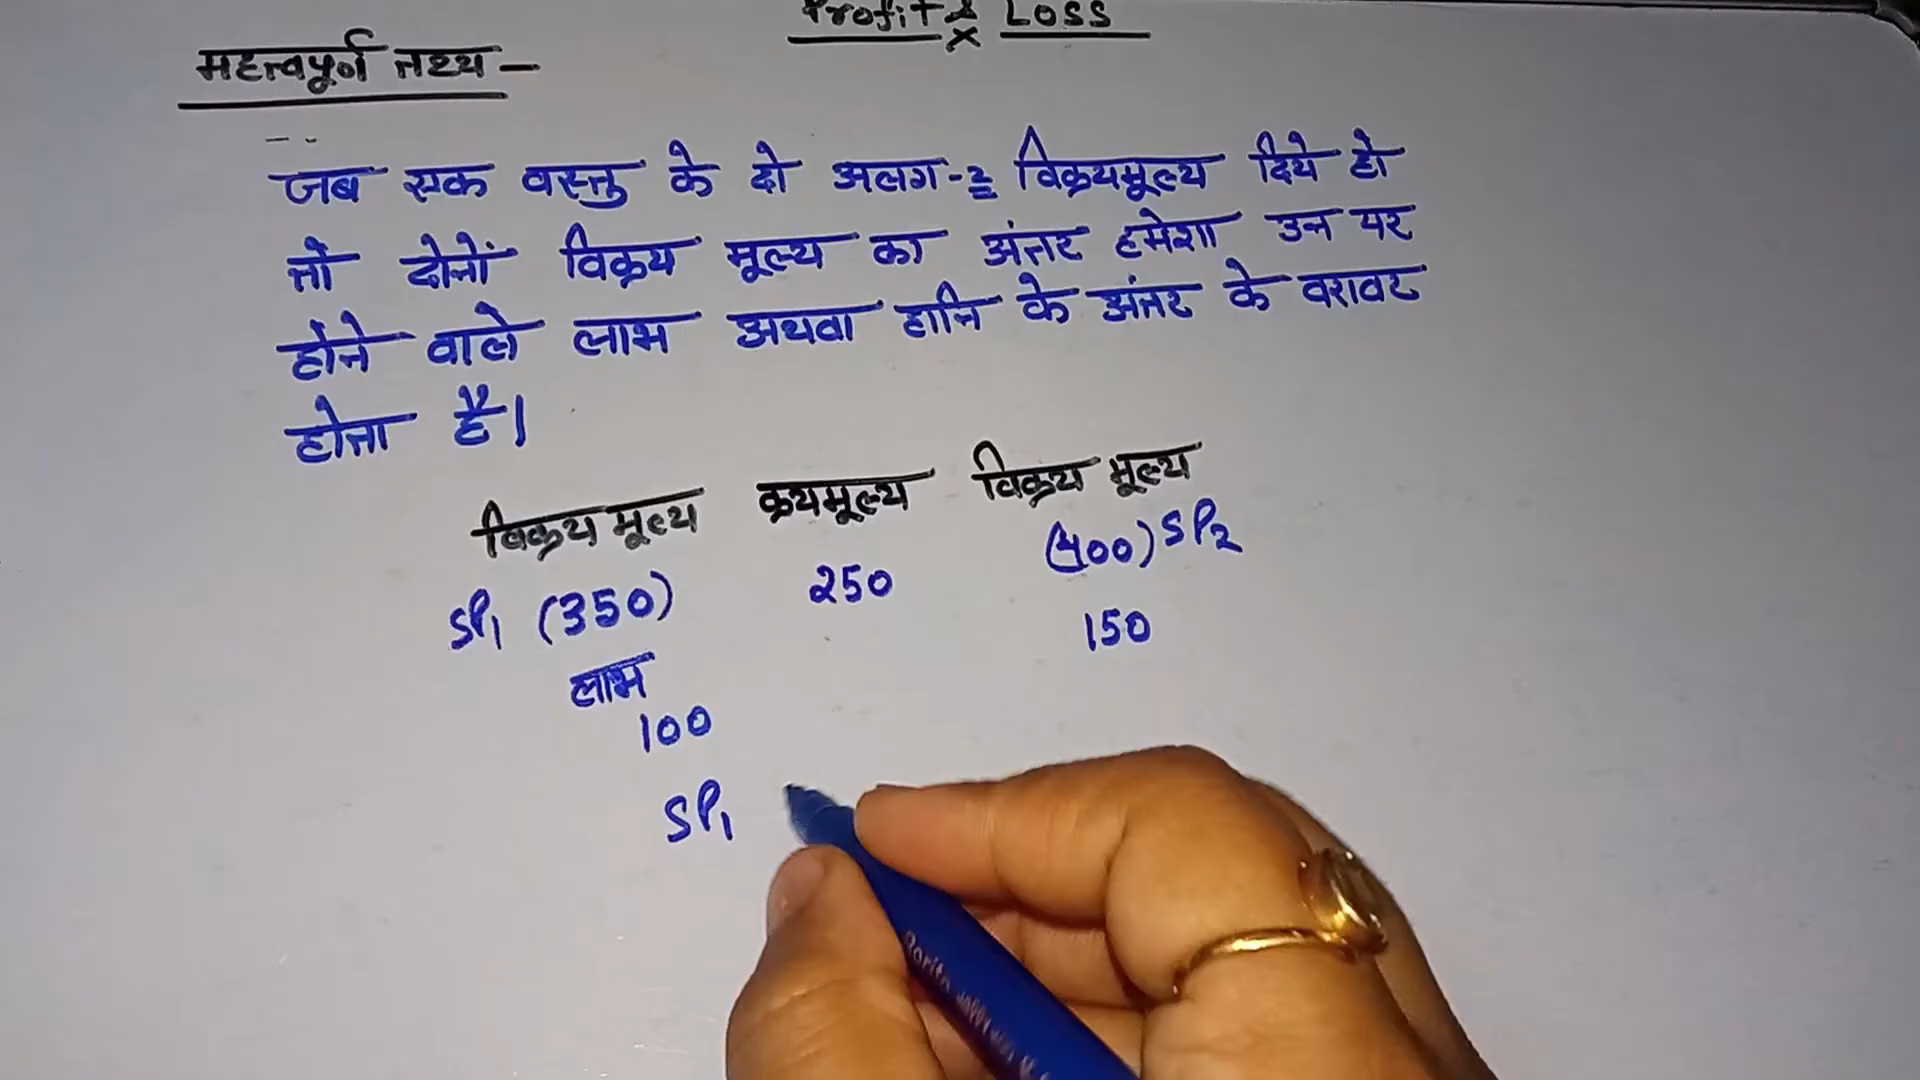 Profit & Loss
महत्त्वपूर्ण तथ्य —
जब एक वस्तु के दो अलग-२ विक्रयमूल्य दिये हो
तो दोनों विक्रय मूल्य का अंतर हमेशा उन पर
होने वाले लाभ अथवा हानि के अंतर के बराबर
होता है।
विक्रय मूल्य क्रयमूल्य विक्रय मूल्य
SP₁ (350) 250 (400) SP₂
लाभ 150
100
SP₁